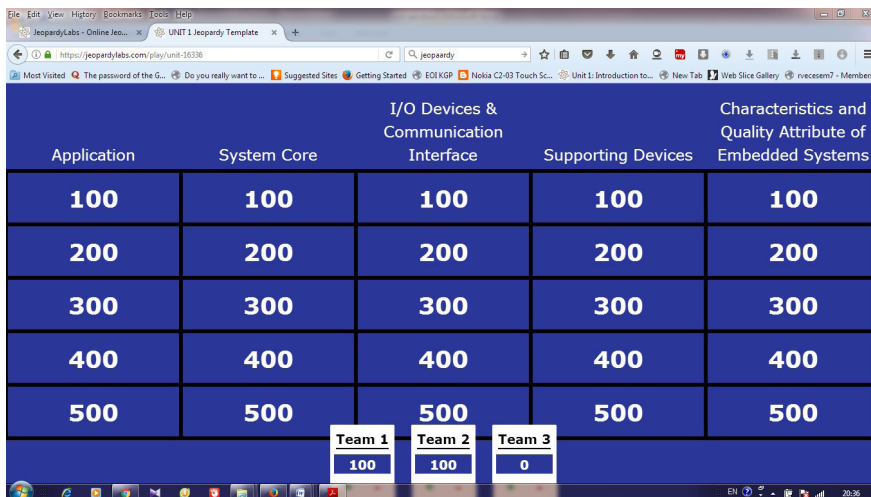 File Edit View History Bookmarks Tools Help
JeopardyLabs - Online Jeo... × UNIT 1 Jeopardy Template × +
https://jeopardylabs.com/play/unit-16336 jeopaardy
Most Visited The password of the G... Do you really want to ... Suggested Sites Getting Started EOI KGP Nokia C2-03 Touch Sc... Unit 1: Introduction to... New Tab Web Slice Gallery rvecesem7 - Members
Application
System Core
I/O Devices &
Communication
Interface
Supporting Devices
Characteristics and
Quality Attribute of
Embedded Systems
100 100 100 100 100
200 200 200 200 200
300 300 300 300 300
400 400 400 400 400
500 500 500 500 500
Team 1 Team 2 Team 3
100 100 0
EN 20:36